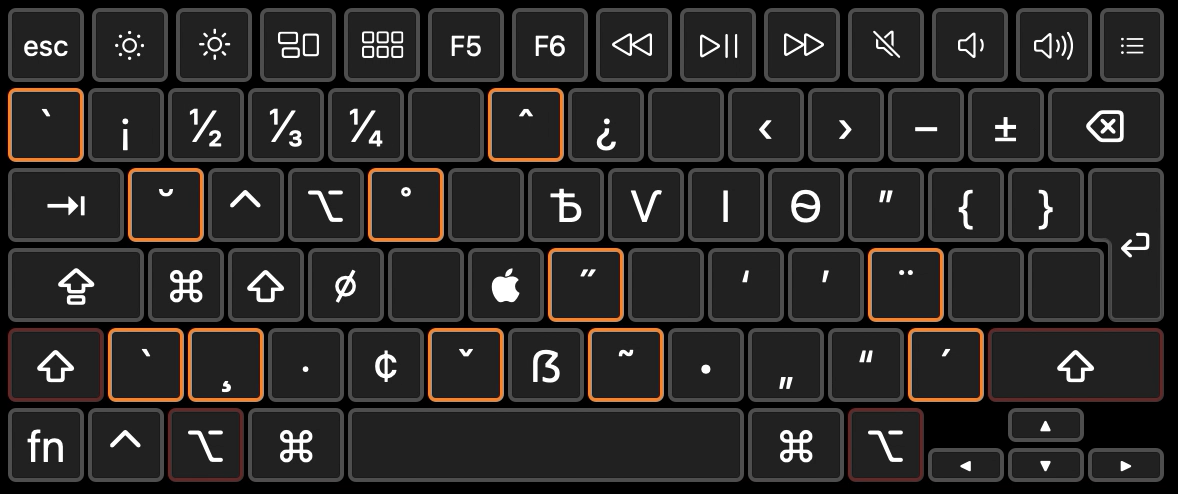 esc F5 F6
` ¡ ½ ⅓ ¼ ˆ ¿ ‹ › − ±
⇥ ˘ ⌃ ⌥ ˚ Ѣ Ѵ І Ѳ ″ { }
⇪ ⌘ ⇧ ∅  ˝ ‘ ’ ¨ ↩
⇧ ` ¸ · ¢ ˇ ẞ ˜ • „ “ ´ ⇧
fn ⌃ ⌥ ⌘ ⌘ ⌥ ▲
◀ ▼ ▶